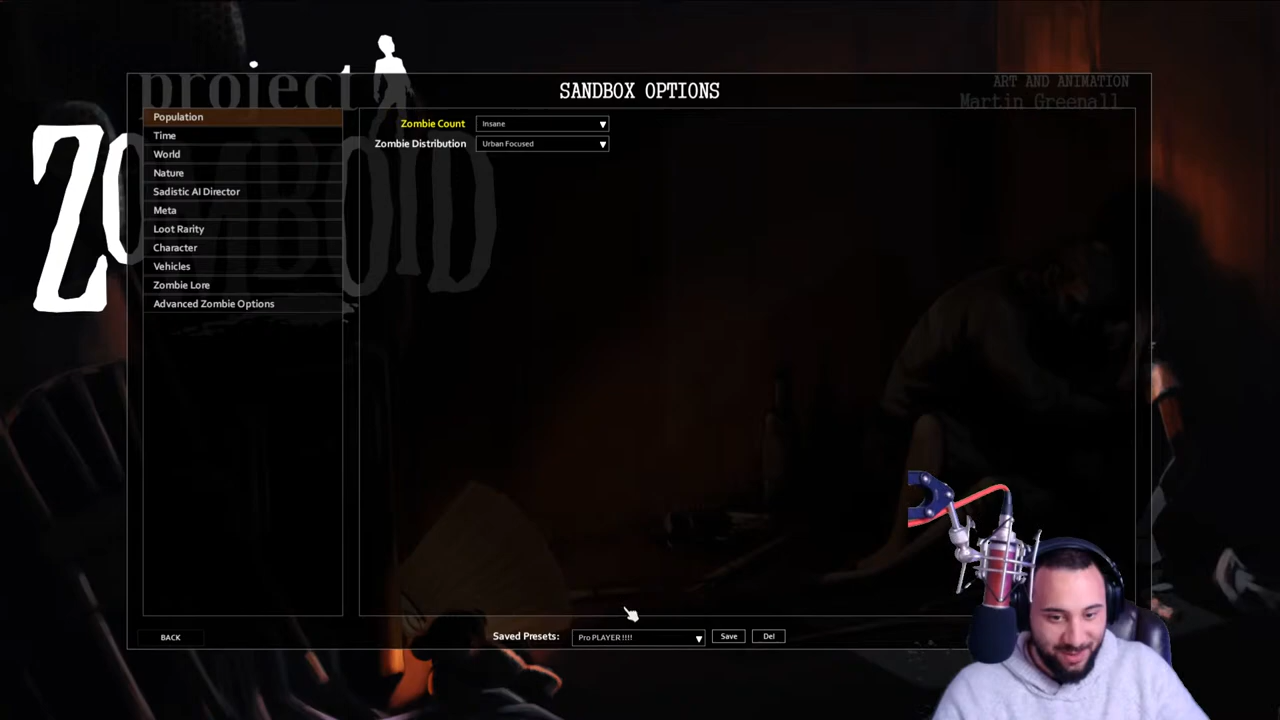 project
ZOMBOID
SANDBOX OPTIONS
ART AND ANIMATION
Martin Greenall
Population
Time
World
Nature
Sadistic AI Director
Meta
Loot Rarity
Character
Vehicles
Zombie Lore
Advanced Zombie Options
Zombie Count
Insane
Zombie Distribution
Urban Focused
BACK
Saved Presets:
Pro PLAYER !!!!
Save
Del